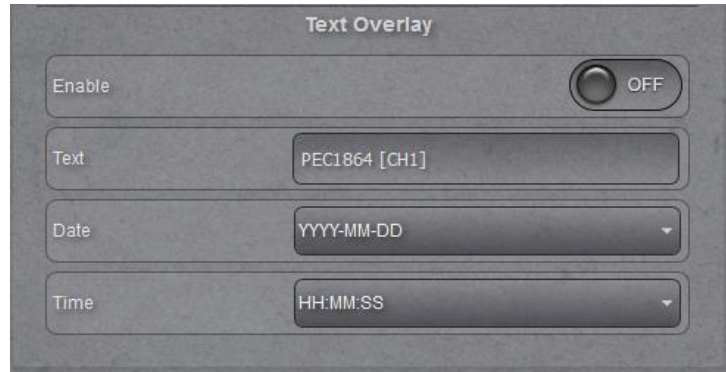 Text Overlay
Enable OFF
Text PEC1864 [CH1]
Date YYYY-MM-DD
Time HH:MM:SS